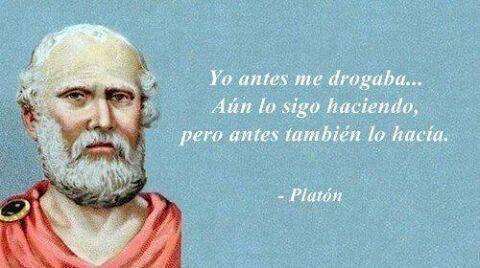 Yo antes me drogaba...
Aún lo sigo haciendo,
pero antes también lo hacía.
- Platón